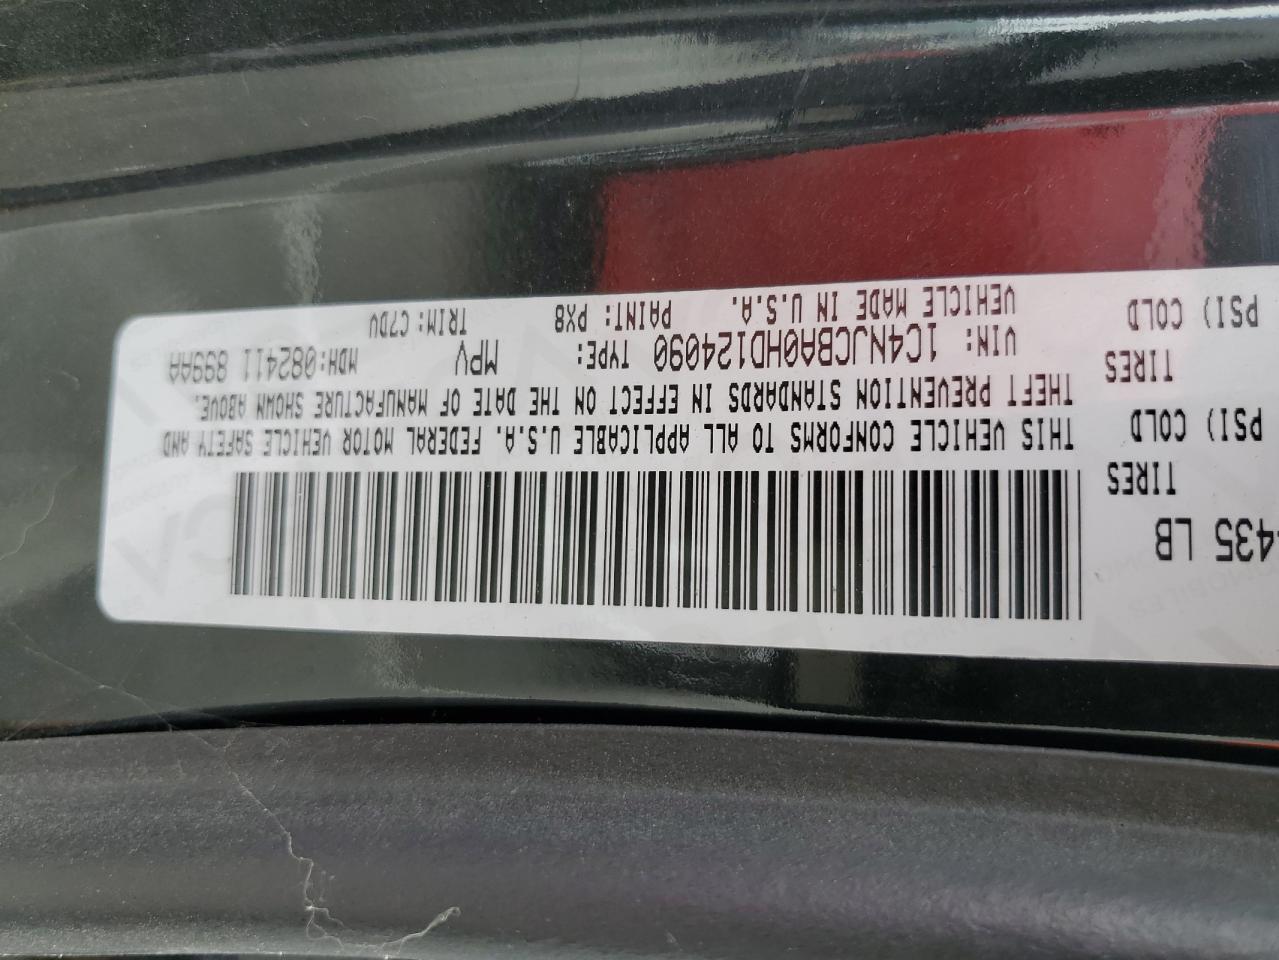 435 LB
TIRES
PSI) COLD
TIRES
PSI) COLD
THIS VEHICLE CONFORMS TO ALL APPLICABLE U.S.A. FEDERAL MOTOR VEHICLE SAFETY AND
THEFT PREVENTION STANDARDS IN EFFECT ON THE DATE OF MANUFACTURE SHOWN ABOVE.
VIN: 1C4NJCBA0HD124090 TYPE: MPV MDH:082411 899AA
VEHICLE MADE IN U.S.A. PAINT: PX8 TRIM: C7DV